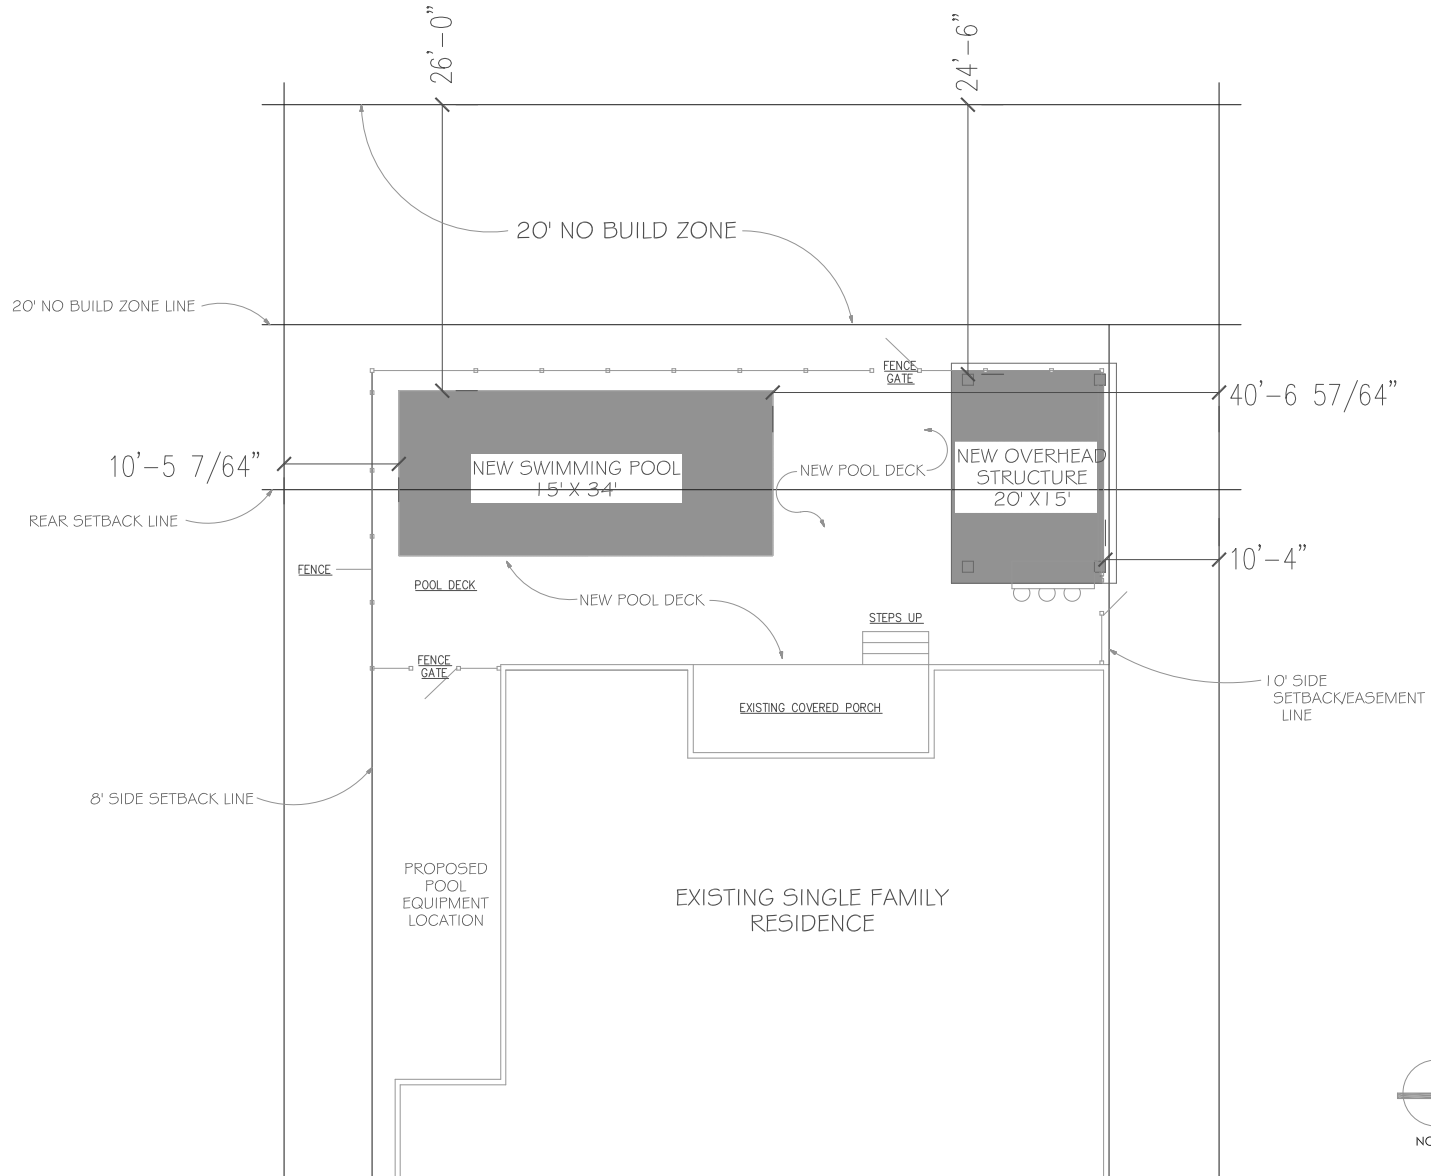 26'-0"
24'-6"
20' NO BUILD ZONE
20' NO BUILD ZONE LINE
FENCE
GATE
40'-6 57/64"
10'-5 7/64"
NEW SWIMMING POOL
15' X 34'
NEW POOL DECK
NEW OVERHEAD
STRUCTURE
20' X15'
REAR SETBACK LINE
10'-4"
FENCE
POOL DECK
NEW POOL DECK
STEPS UP
FENCE
GATE
10' SIDE
SETBACK/EASEMENT
LINE
EXISTING COVERED PORCH
8' SIDE SETBACK LINE
PROPOSED
POOL
EQUIPMENT
LOCATION
EXISTING SINGLE FAMILY
RESIDENCE